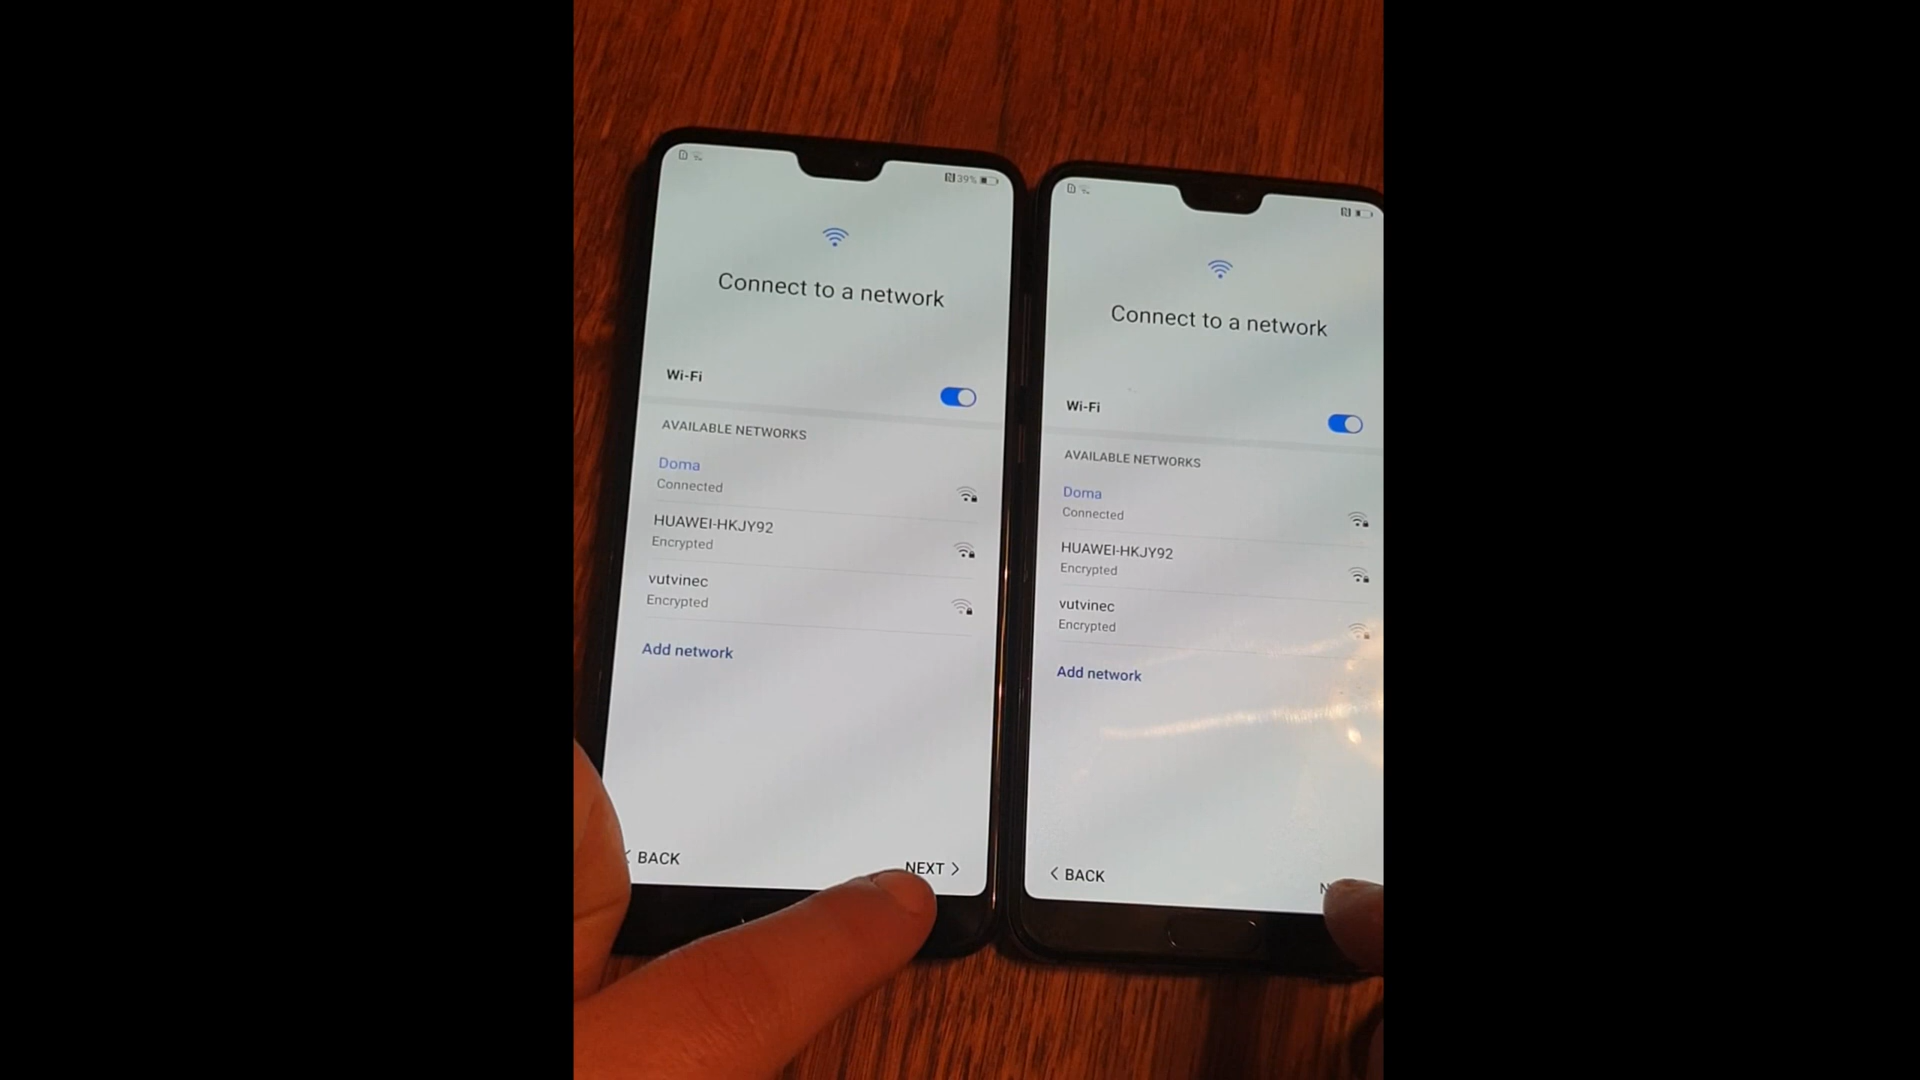 39%
Connect to a network
Wi-Fi
AVAILABLE NETWORKS
Doma
Connected
HUAWEI-HKJY92
Encrypted
vutvinec
Encrypted
Add network
BACK
NEXT
Connect to a network
Wi-Fi
AVAILABLE NETWORKS
Doma
Connected
HUAWEI-HKJY92
Encrypted
vutvinec
Encrypted
Add network
BACK